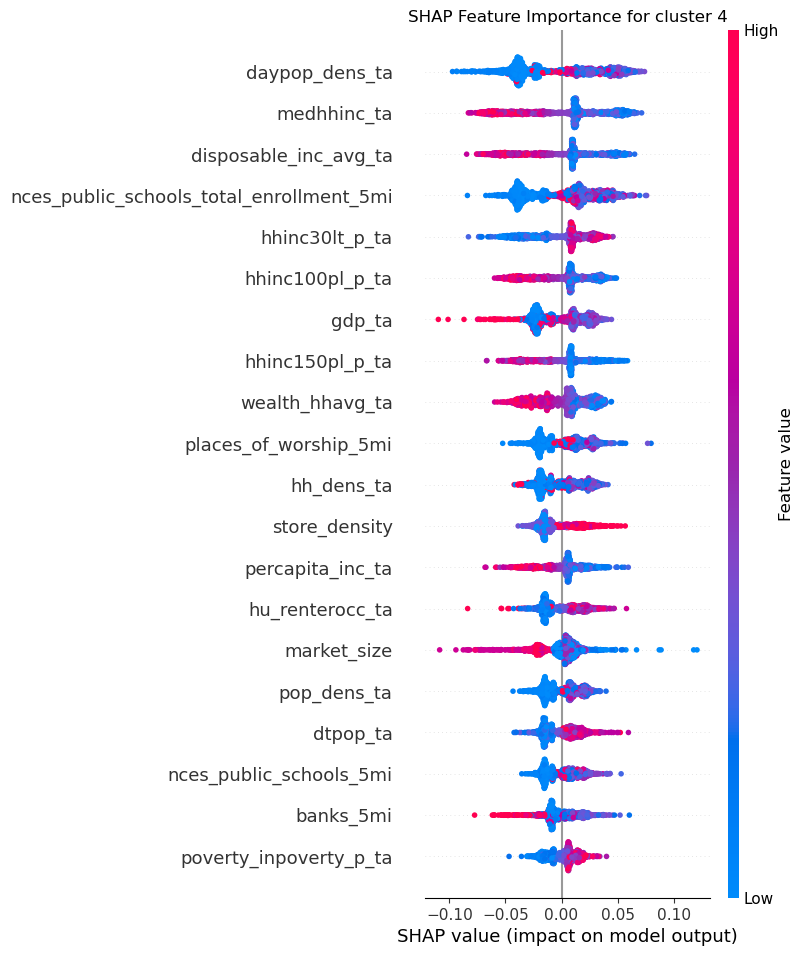 SHAP Feature Importance for cluster 4
High
daypop_dens_ta
medhhinc_ta
disposable_inc_avg_ta
nces_public_schools_total_enrollment_5mi
hhinc30lt_p_ta
hhinc100pl_p_ta
gdp_ta
hhinc150pl_p_ta
wealth_hhavg_ta
places_of_worship_5mi
hh_dens_ta
store_density
percapita_inc_ta
hu_renterocc_ta
market_size
pop_dens_ta
dtpop_ta
nces_public_schools_5mi
banks_5mi
poverty_inpoverty_p_ta
Feature value
Low
−0.10 −0.05 0.00 0.05 0.10
SHAP value (impact on model output)